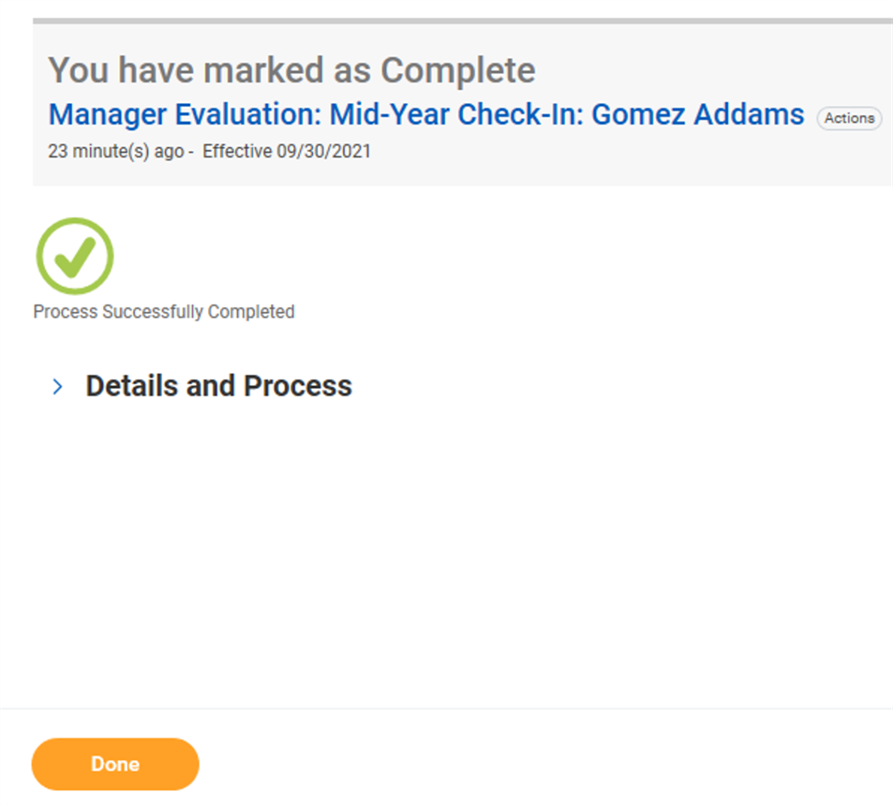 You have marked as Complete
Manager Evaluation: Mid-Year Check-In: Gomez Addams Actions
23 minute(s) ago - Effective 09/30/2021
Process Successfully Completed
Details and Process
Done